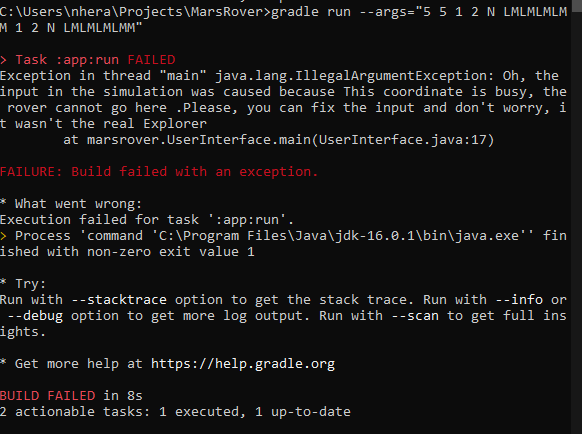 C:\Users\nhera\Projects\MarsRover>gradle run --args="5 5 1 2 N LMLMLMLM
M 1 2 N LMLMLMLMM"
> Task :app:run FAILED
Exception in thread "main" java.lang.IllegalArgumentException: Oh, the
input in the simulation was caused because This coordinate is busy, the
 rover cannot go here .Please, you can fix the input and don't worry, i
t wasn't the real Explorer
        at marsrover.UserInterface.main(UserInterface.java:17)
FAILURE: Build failed with an exception.
* What went wrong:
Execution failed for task ':app:run'.
> Process 'command 'C:\Program Files\Java\jdk-16.0.1\bin\java.exe'' fin
ished with non-zero exit value 1
* Try:
Run with --stacktrace option to get the stack trace. Run with --info or
 --debug option to get more log output. Run with --scan to get full ins
ights.
* Get more help at https://help.gradle.org
BUILD FAILED in 8s
2 actionable tasks: 1 executed, 1 up-to-date